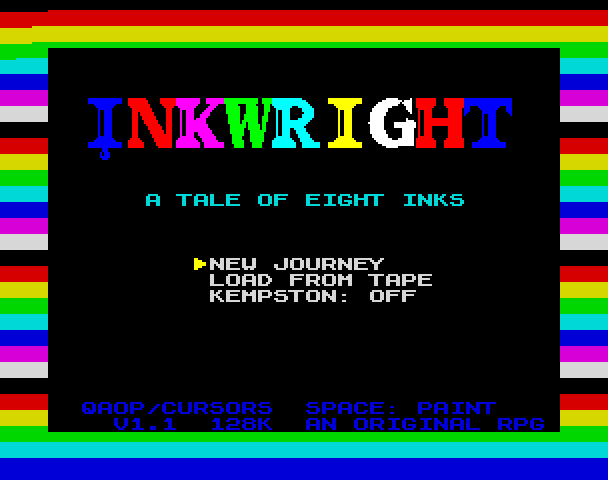 INKWRIGHT
A TALE OF EIGHT INKS
NEW JOURNEY
LOAD FROM TAPE
KEMPSTON: OFF
QAOP/CURSORS SPACE: PAINT
V1.1 128K AN ORIGINAL RPG